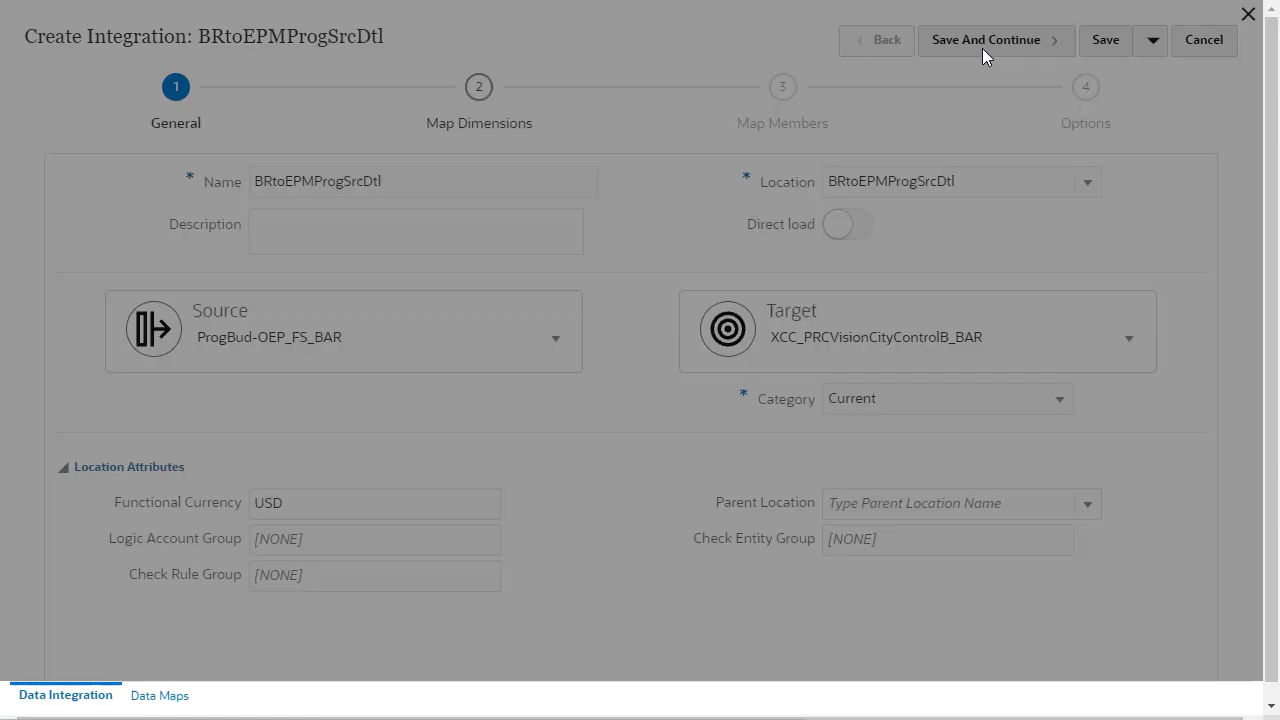 Create Integration: BRtoEPMProgSrcDtl
Back
Save And Continue
Save
Cancel
1
2
3
4
General
Map Dimensions
Map Members
Options
* Name BRtoEPMProgSrcDtl
* Location BRtoEPMProgSrcDtl
Description
Direct load
Source
ProgBud-OEP_FS_BAR
Target
XCC_PRCVisionCityControlB_BAR
* Category Current
Location Attributes
Functional Currency USD
Parent Location Type Parent Location Name
Logic Account Group [NONE]
Check Entity Group [NONE]
Check Rule Group [NONE]
Data Integration
Data Maps